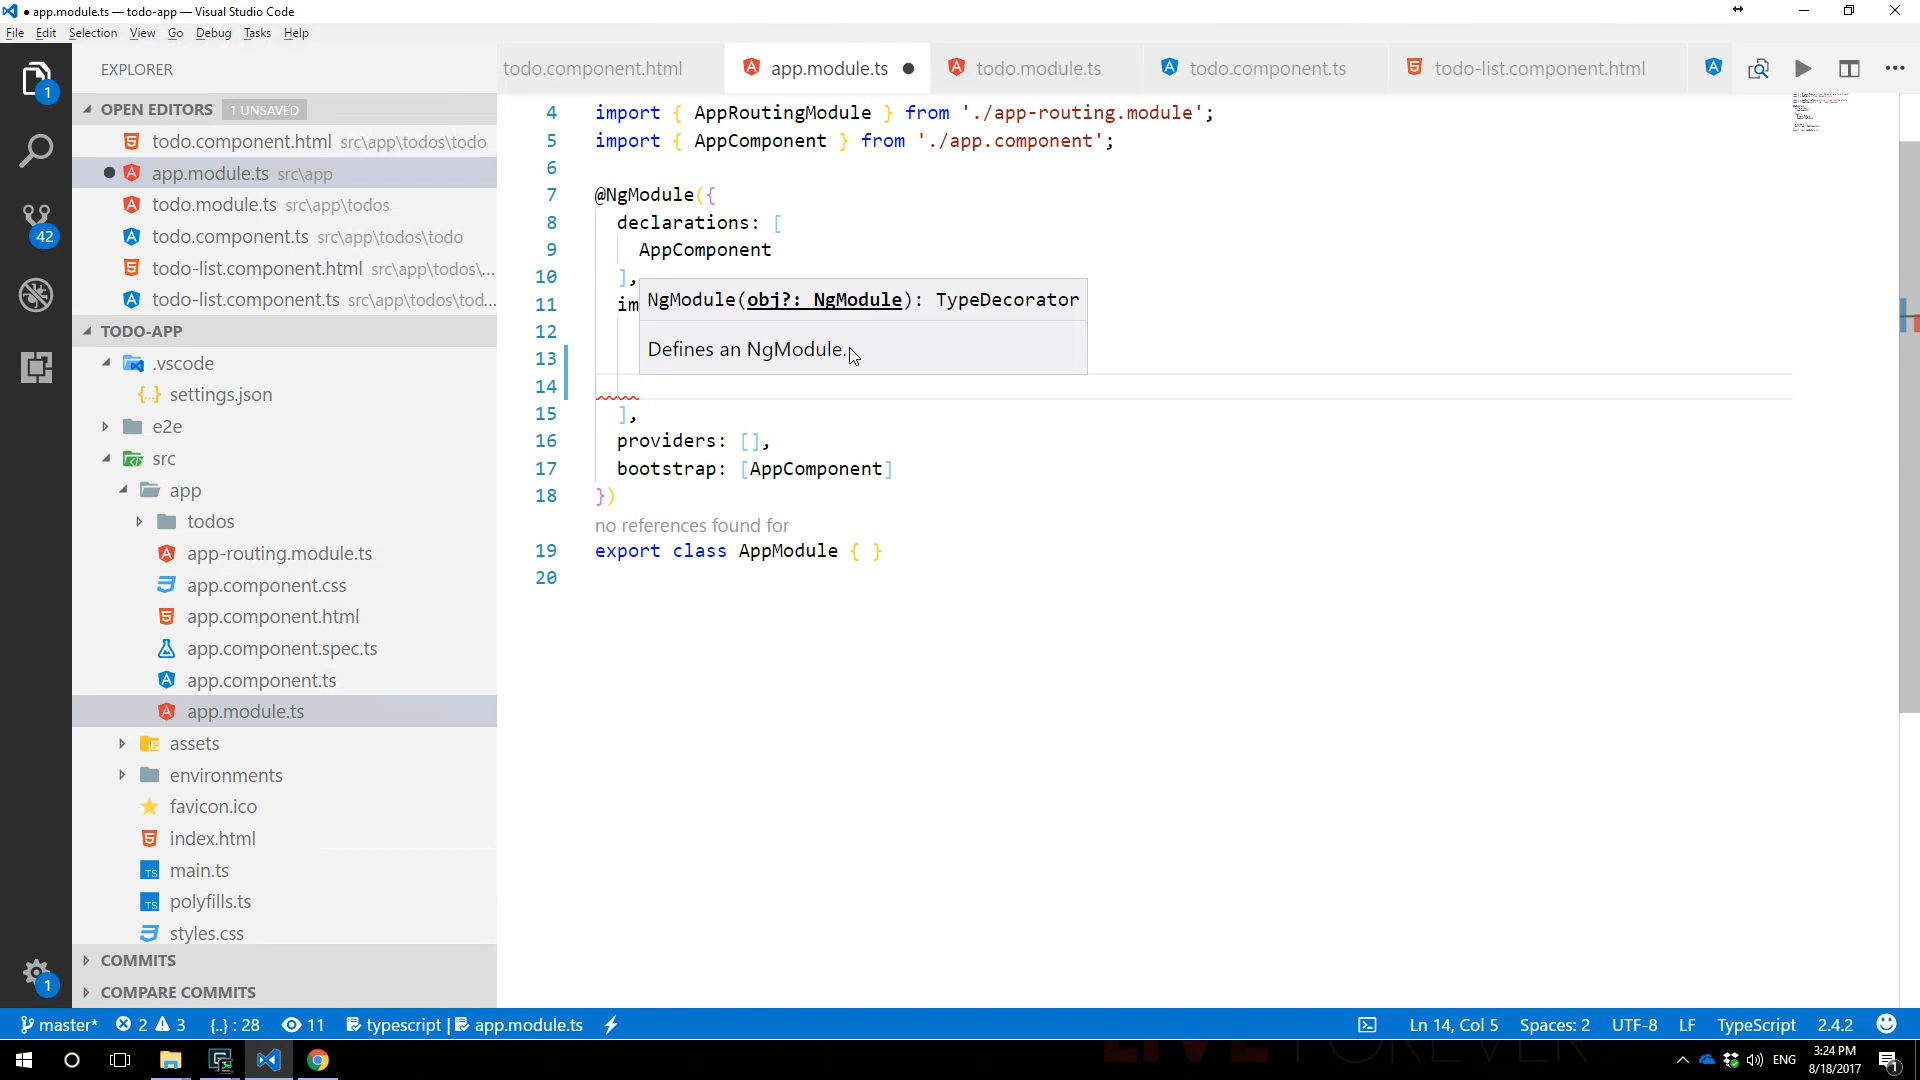 ● app.module.ts — todo-app — Visual Studio Code
File Edit Selection View Go Debug Tasks Help
EXPLORER
OPEN EDITORS 1 UNSAVED
todo.component.html src\app\todos\todo
app.module.ts src\app
todo.module.ts src\app\todos
todo.component.ts src\app\todos\todo
todo-list.component.html src\app\todos\...
todo-list.component.ts src\app\todos\tod...
TODO-APP
.vscode
settings.json
e2e
src
app
todos
app-routing.module.ts
app.component.css
app.component.html
app.component.spec.ts
app.component.ts
app.module.ts
assets
environments
favicon.ico
index.html
main.ts
polyfills.ts
styles.css
COMMITS
COMPARE COMMITS
1
42
1
todo.component.html app.module.ts ● todo.module.ts todo.component.ts todo-list.component.html
4 import { AppRoutingModule } from './app-routing.module';
5 import { AppComponent } from './app.component';
6
7 @NgModule({
8 declarations: [
9 AppComponent
10 ],
11 im
12
13
14
15 ],
16 providers: [],
17 bootstrap: [AppComponent]
18 })
no references found for
19 export class AppModule { }
20
NgModule(obj?: NgModule): TypeDecorator
Defines an NgModule.
master* 2 3 {..} : 28 11 typescript | app.module.ts Ln 14, Col 5 Spaces: 2 UTF-8 LF TypeScript 2.4.2
LIVE FOREVER
ENG 3:24 PM
8/18/2017
1